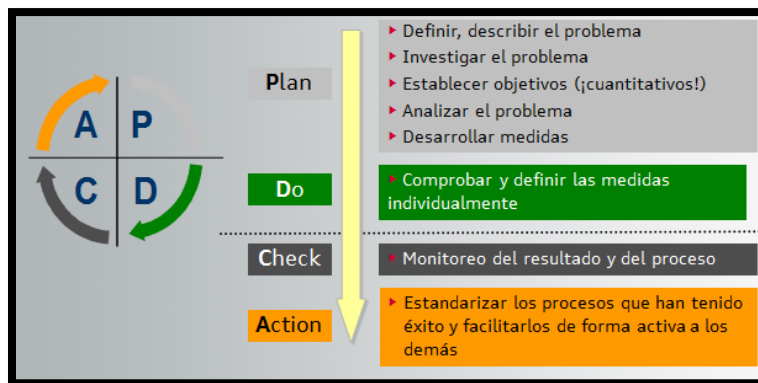 A P
C D
Plan
▸ Definir, describir el problema
▸ Investigar el problema
▸ Establecer objetivos (¡cuantitativos!)
▸ Analizar el problema
▸ Desarrollar medidas
Do
▸ Comprobar y definir las medidas
individualmente
Check
▸ Monitoreo del resultado y del proceso
Action
▸ Estandarizar los procesos que han tenido
éxito y facilitarlos de forma activa a los
demás